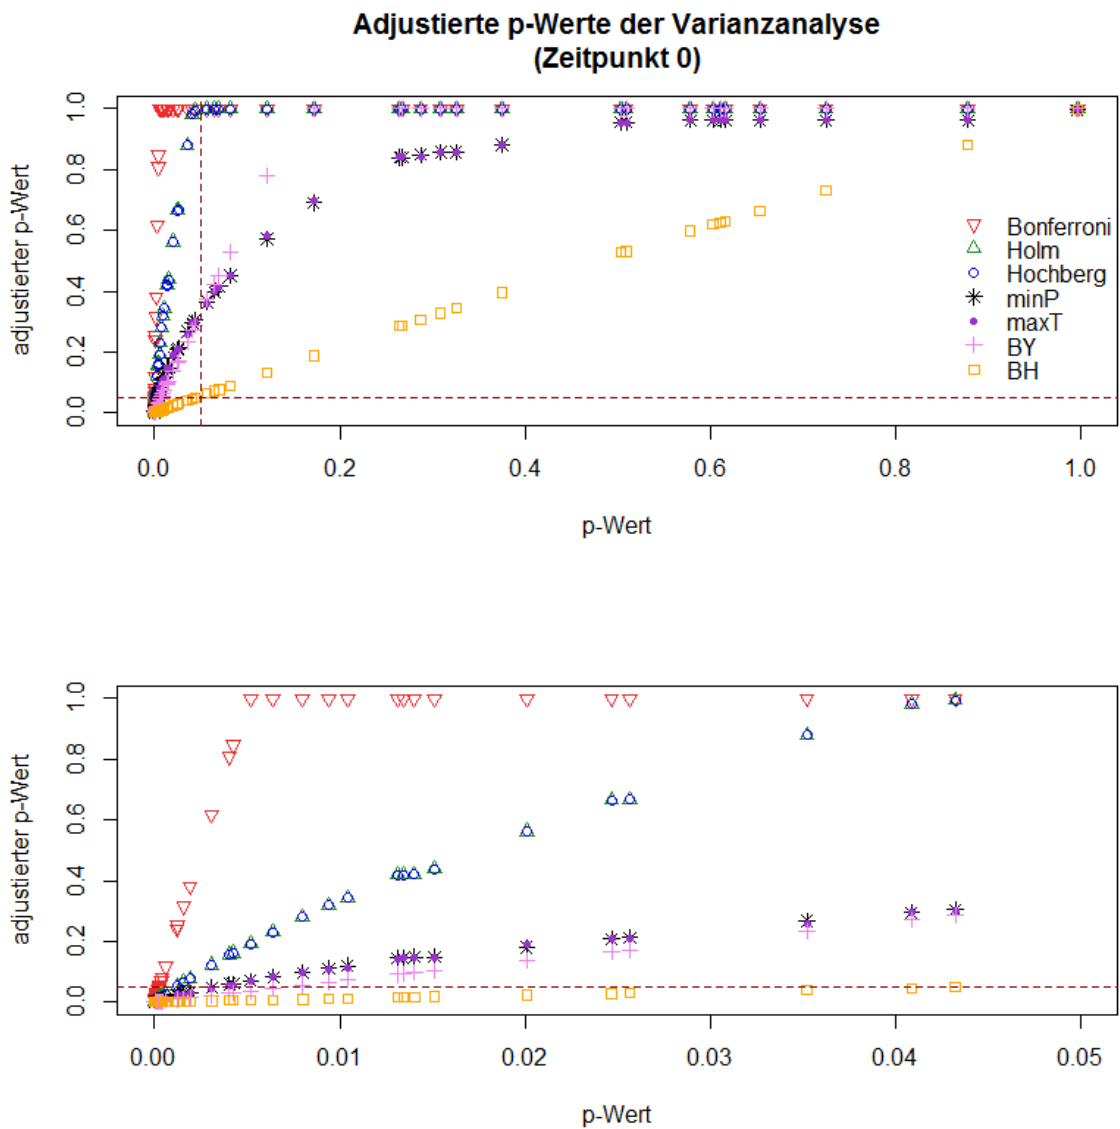 Adjustierte p-Werte der Varianzanalyse
(Zeitpunkt 0)
adjustierter p-Wert
1.0
0.8
0.6
0.4
0.2
0.0
Bonferroni
Holm
Hochberg
minP
maxT
BY
BH
0.0 0.2 0.4 0.6 0.8 1.0
p-Wert
adjustierter p-Wert
1.0
0.8
0.6
0.4
0.2
0.0
0.00 0.01 0.02 0.03 0.04 0.05
p-Wert